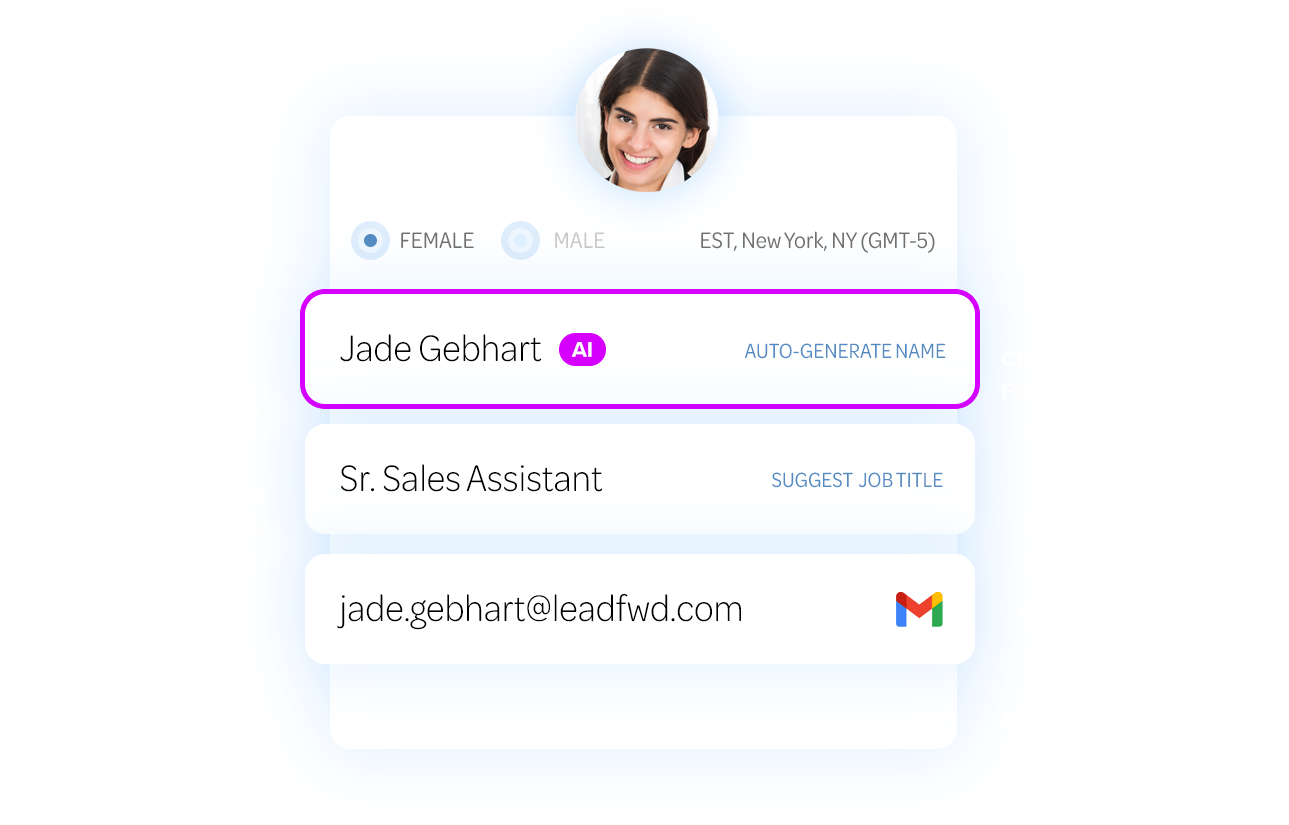 FEMALE MALE EST, New York, NY (GMT-5)
Jade Gebhart AI AUTO-GENERATE NAME
Sr. Sales Assistant SUGGEST JOB TITLE
jade.gebhart@leadfwd.com